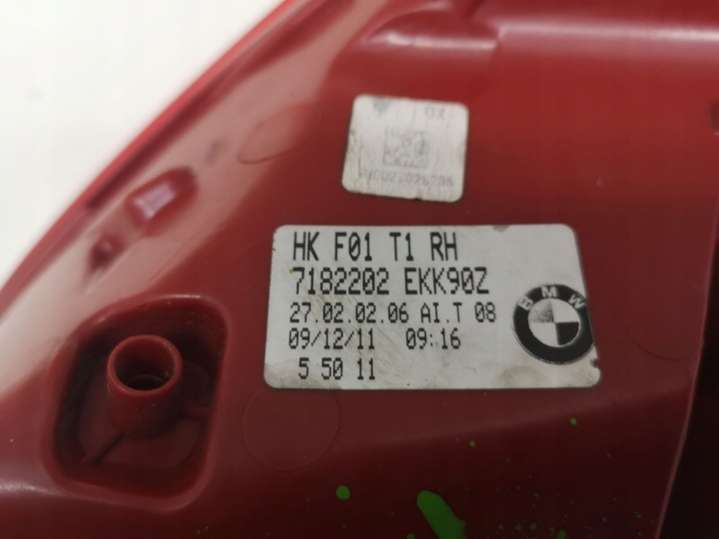 HK F01 T1 RH
7182202 EKK90Z
27.02.02.06 AI.T 08
09/12/11 09:16
5 50 11
BMW